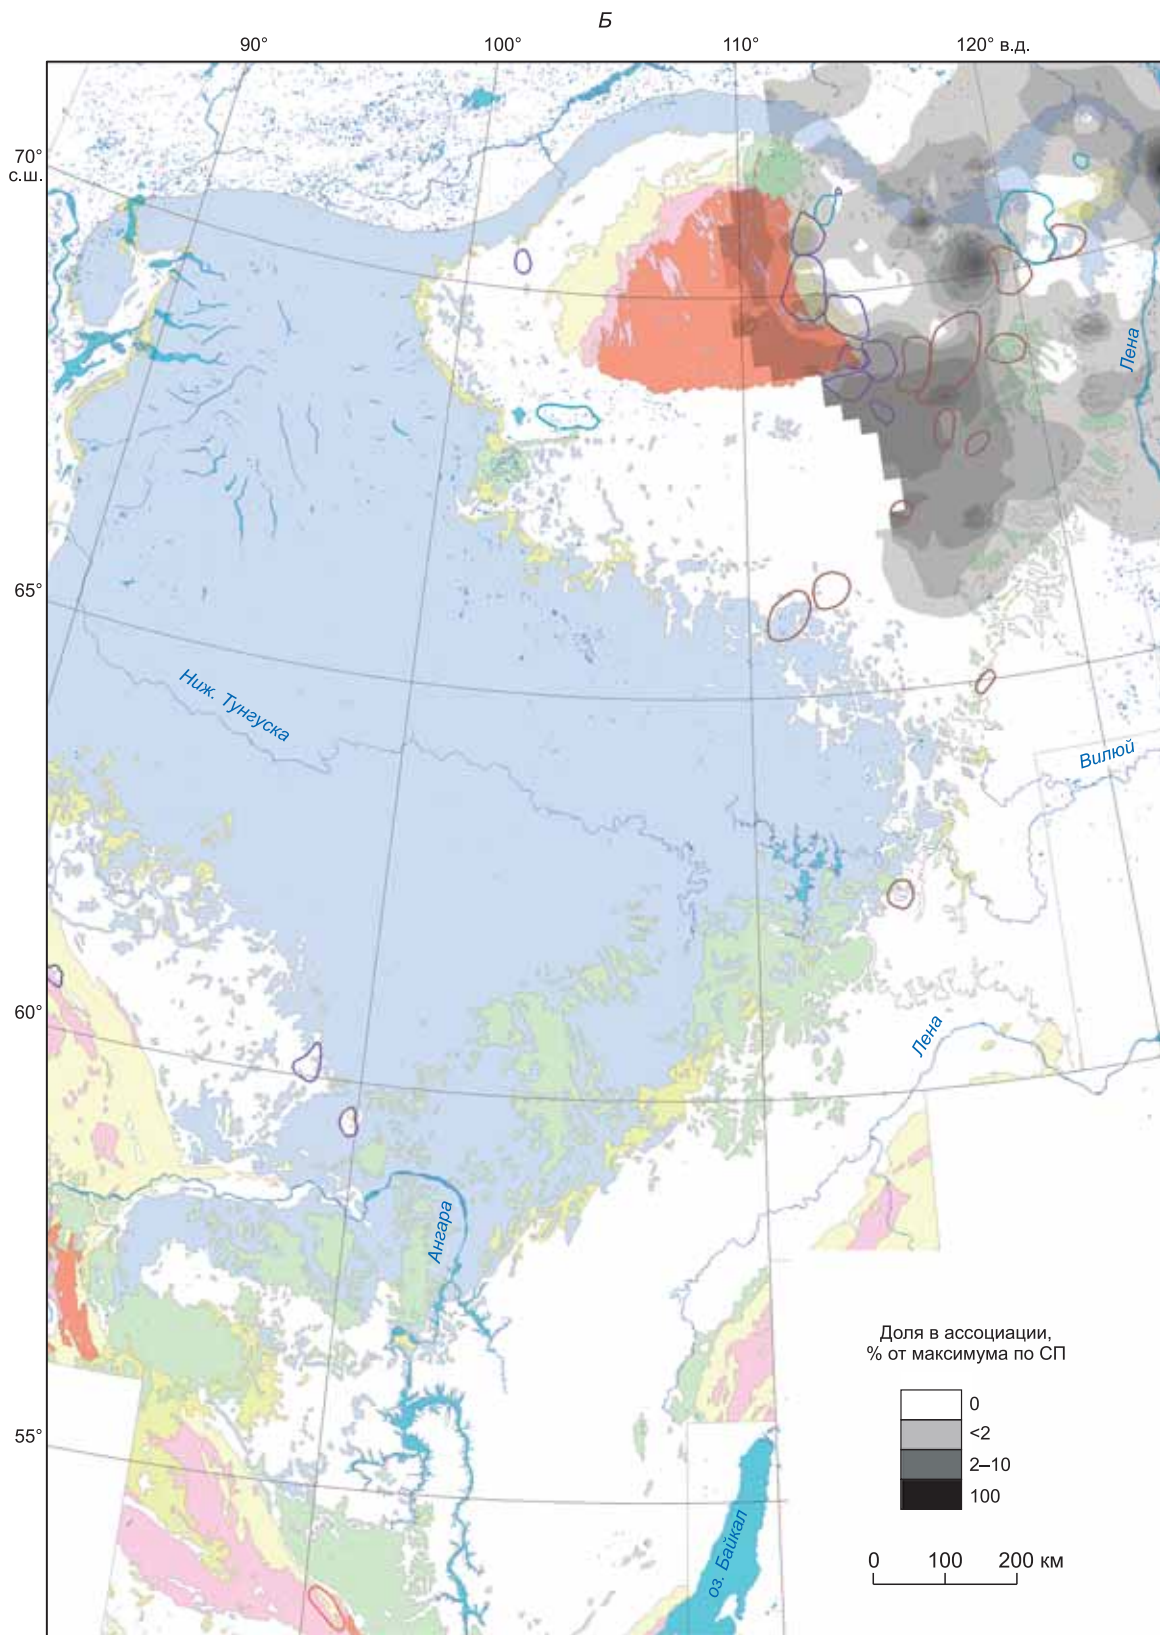 Б
90° 100° 110° 120° в.д.
70°
с.ш.
Лена
65°
Ниж. Тунгуска
Вилюй
60°
Лена
Ангара
Доля в ассоциации,
% от максимума по СП
0
<2
55°
2–10
100
оз. Байкал
0 100 200 км